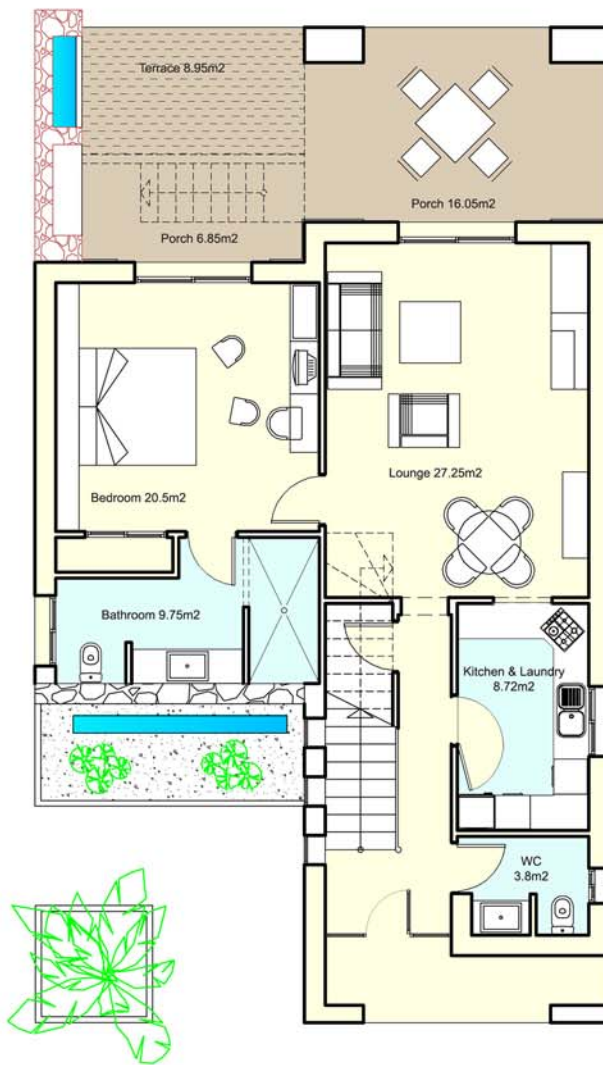 Terrace 8.95m2
Porch 16.05m2
Porch 6.85m2
Lounge 27.25m2
Bedroom 20.5m2
Bathroom 9.75m2
Kitchen & Laundry
8.72m2
WC
3.8m2